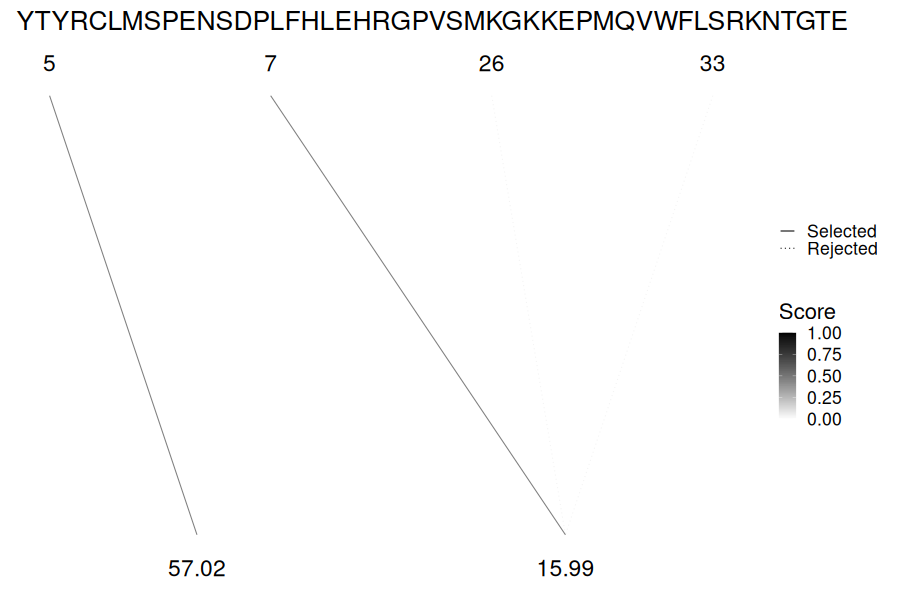 YTYRCLMSPENSDPLFHLEHRGPVSMKGKKEPMQVWFLSRKNTGTE
5 7 26 33
Selected
Rejected
Score
1.00
0.75
0.50
0.25
0.00
57.02 15.99